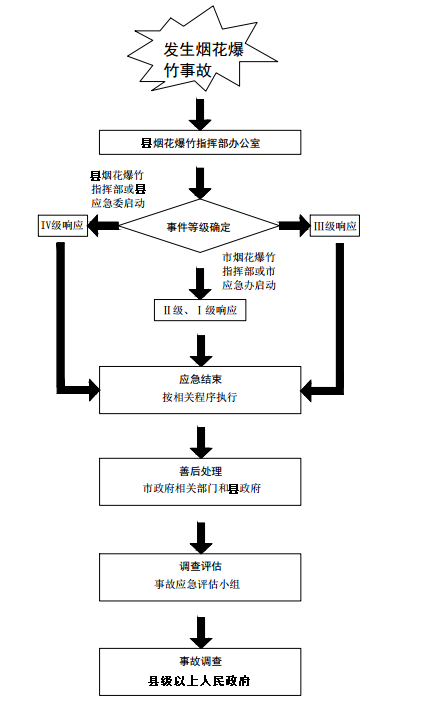 发生烟花爆
竹事故
县烟花爆竹指挥部办公室
县烟花爆竹
指挥部或县
应急委启动
Ⅳ级响应
事件等级确定
Ⅲ级响应
市烟花爆竹
指挥部或市
应急办启动
Ⅱ级、Ⅰ级响应
应急结束
按相关程序执行
善后处理
市政府相关部门和县政府
调查评估
事故应急评估小组
事故调查
县级以上人民政府